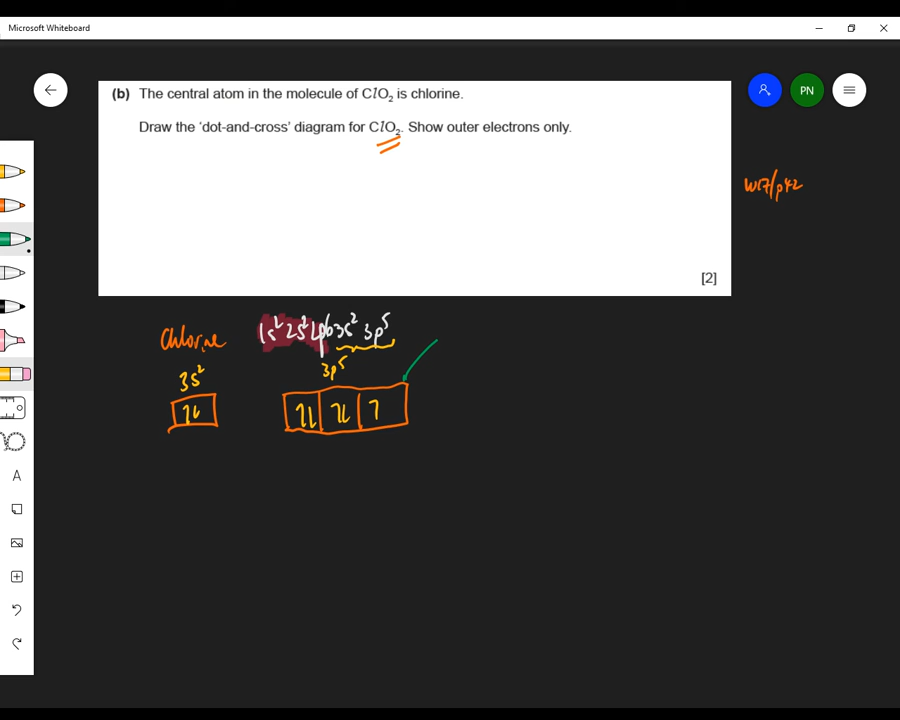 Microsoft Whiteboard
PN
(b) The central atom in the molecule of ClO₂ is chlorine.
Draw the ‘dot-and-cross’ diagram for ClO₂. Show outer electrons only.
w17/p42
[2]
Chlorine 1s² 2s² 2p6 3s² 3p⁵
3s² 3p⁵
A